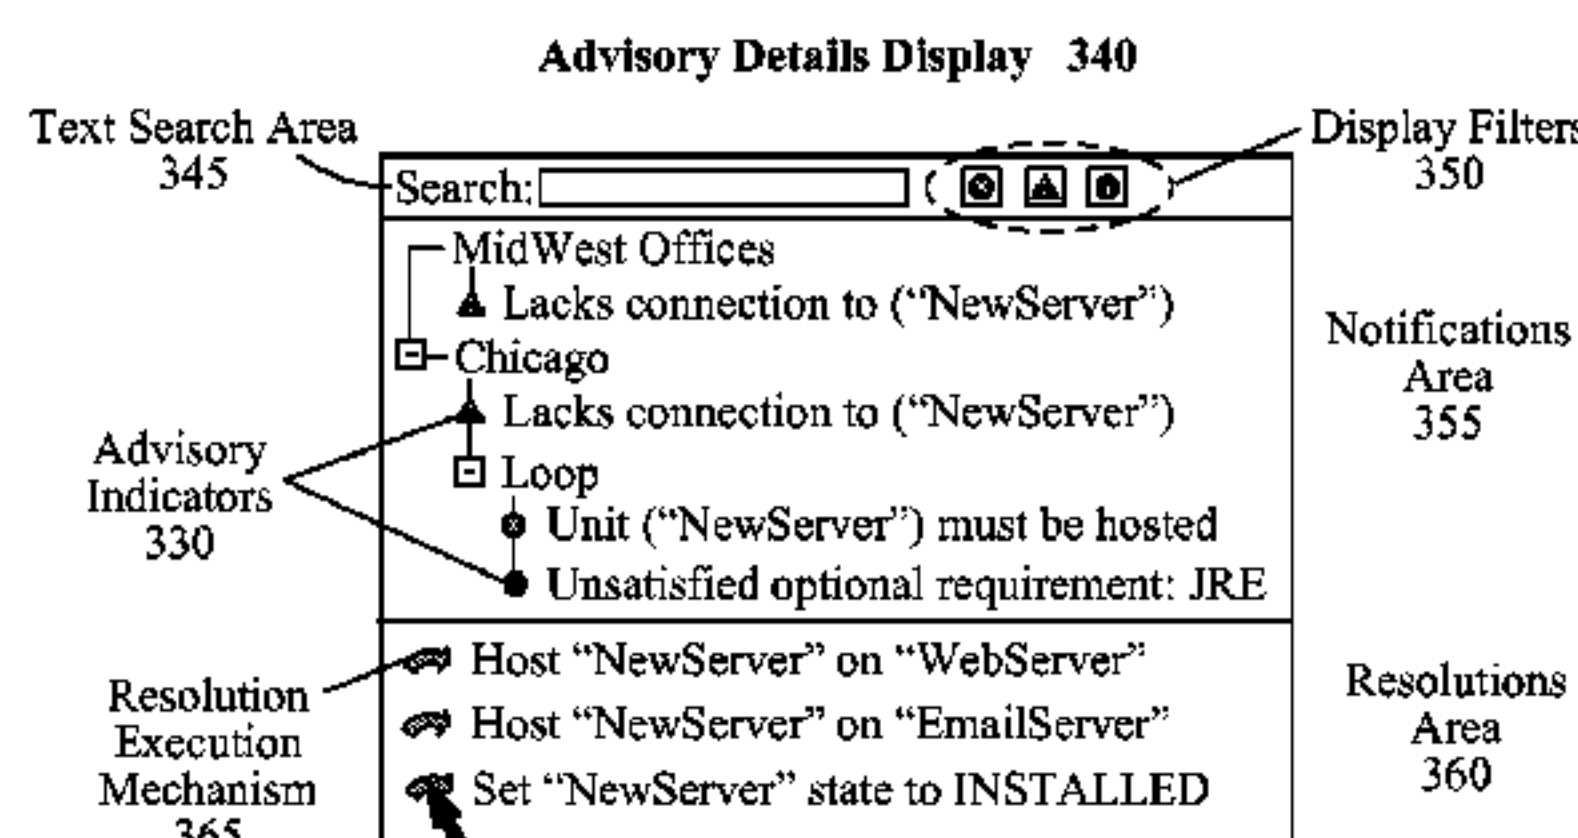 Advisory Details Display 340
Text Search Area
345
Display Filters
350
Search:
MidWest Offices
Lacks connection to (“NewServer”)
Chicago
Lacks connection to (“NewServer”)
Loop
Unit (“NewServer”) must be hosted
Unsatisfied optional requirement: JRE
Notifications
Area
355
Advisory
Indicators
330
Host “NewServer” on “WebServer”
Host “NewServer” on “EmailServer”
Set “NewServer” state to INSTALLED
Resolution
Execution
Mechanism
365
Resolutions
Area
360